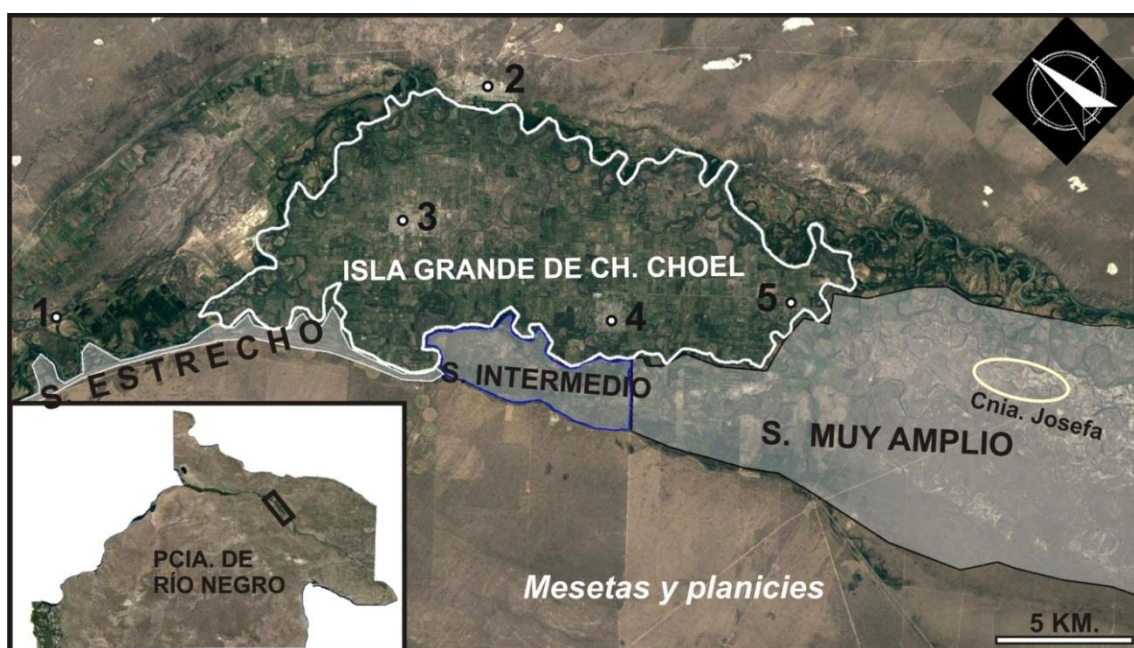 2
3
ISLA GRANDE DE CH. CHOEL
1
5
4
S. ESTRECHO
S. INTERMEDIO
Cnia. Josefa
S. MUY AMPLIO
PCIA. DE
RÍO NEGRO
Mesetas y planicies
5 KM.